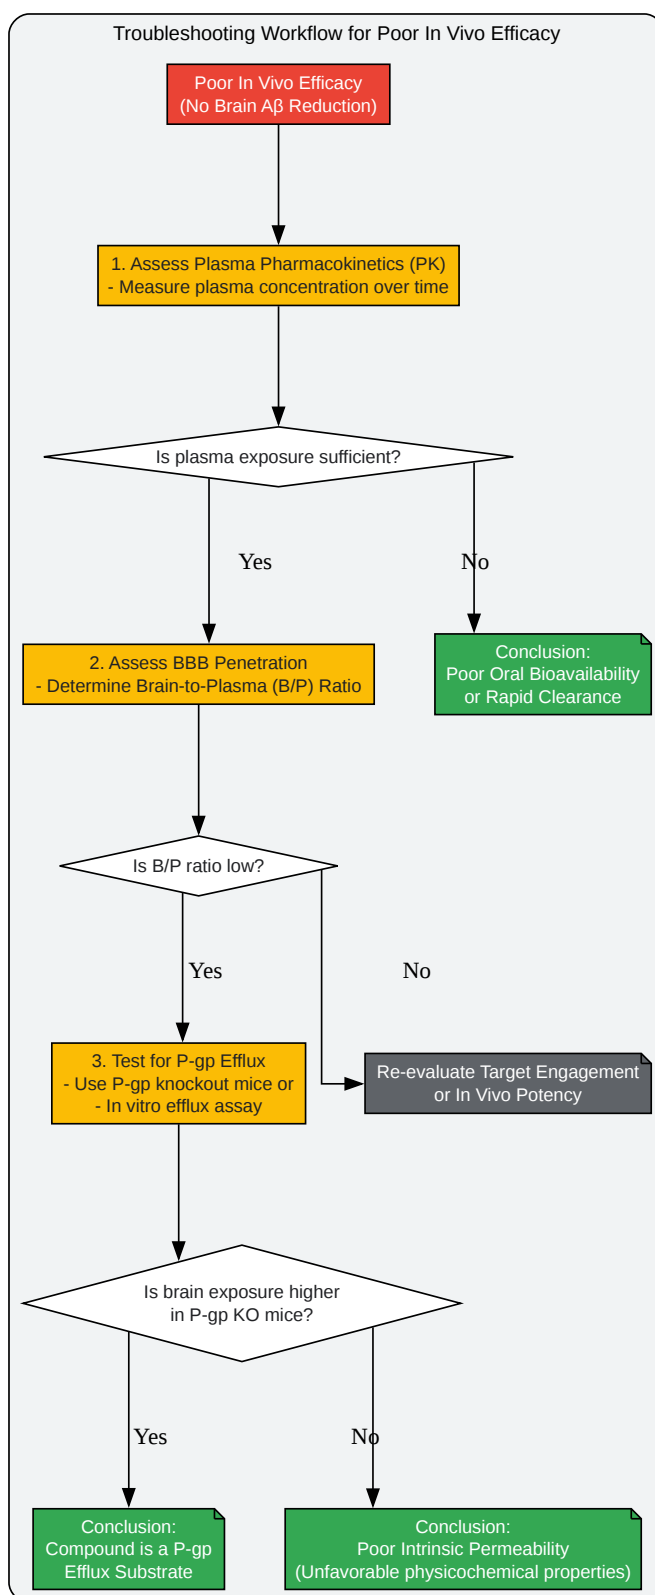 Troubleshooting Workflow for Poor In Vivo Efficacy
Poor In Vivo Efficacy
(No Brain Aβ Reduction)
1. Assess Plasma Pharmacokinetics (PK)
- Measure plasma concentration over time
Is plasma exposure sufficient?
Yes
No
2. Assess BBB Penetration
- Determine Brain-to-Plasma (B/P) Ratio
Conclusion:
Poor Oral Bioavailability
or Rapid Clearance
Is B/P ratio low?
Yes
No
3. Test for P-gp Efflux
- Use P-gp knockout mice or
- In vitro efflux assay
Re-evaluate Target Engagement
or In Vivo Potency
Is brain exposure higher
in P-gp KO mice?
Yes
No
Conclusion:
Compound is a P-gp
Efflux Substrate
Conclusion:
Poor Intrinsic Permeability
(Unfavorable physicochemical properties)